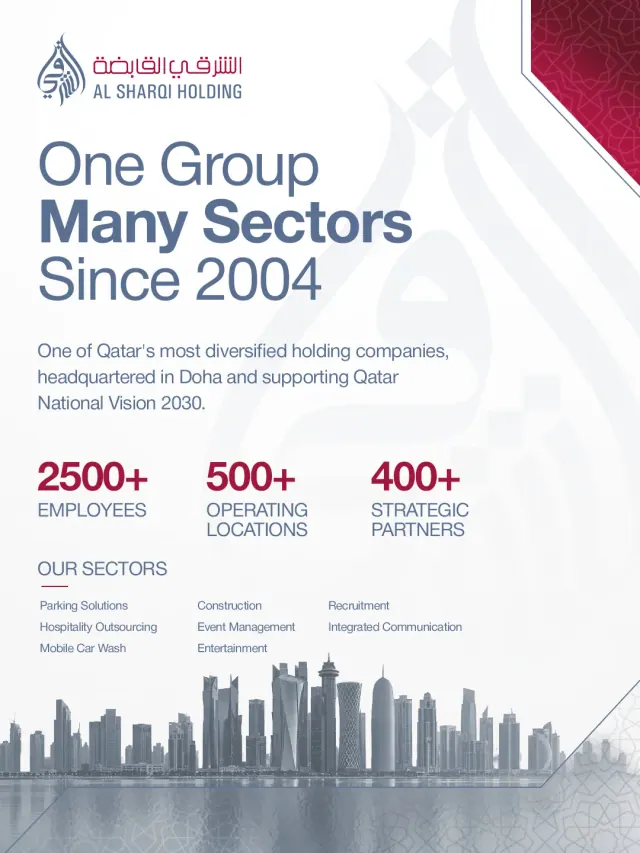 الشرقي القابضة
AL SHARQI HOLDING
One Group
Many Sectors
Since 2004
One of Qatar's most diversified holding companies,
headquartered in Doha and supporting Qatar
National Vision 2030.
2500+
EMPLOYEES
500+
OPERATING
LOCATIONS
400+
STRATEGIC
PARTNERS
OUR SECTORS
Parking Solutions
Hospitality Outsourcing
Mobile Car Wash
Construction
Event Management
Entertainment
Recruitment
Integrated Communication